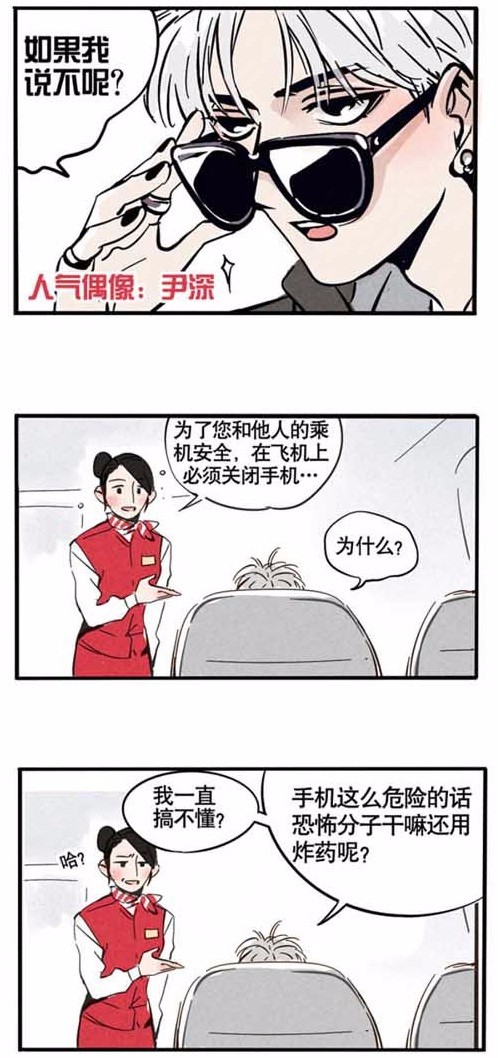 如果我
说不呢?
人气偶像：尹深
为了您和他人的乘
机安全，在飞机上
必须关闭手机…
为什么?
我一直
搞不懂?
手机这么危险的话
恐怖分子干嘛还用
炸药呢?
哈?